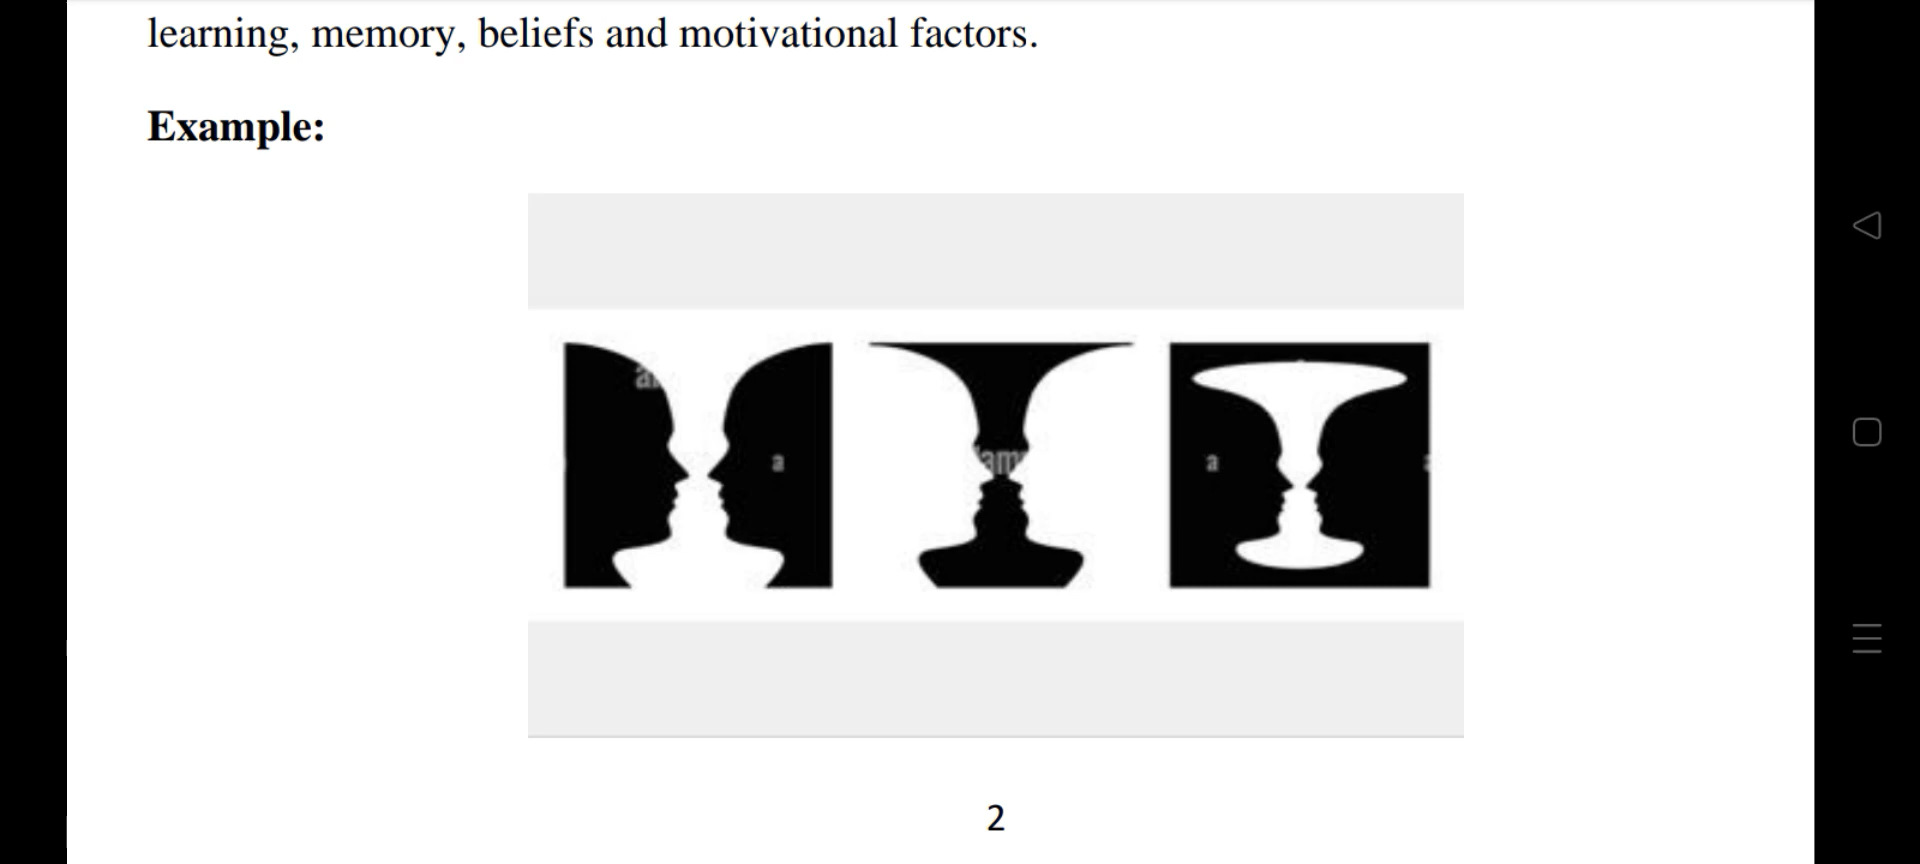 learning, memory, beliefs and motivational factors.
Example:
a
a
2